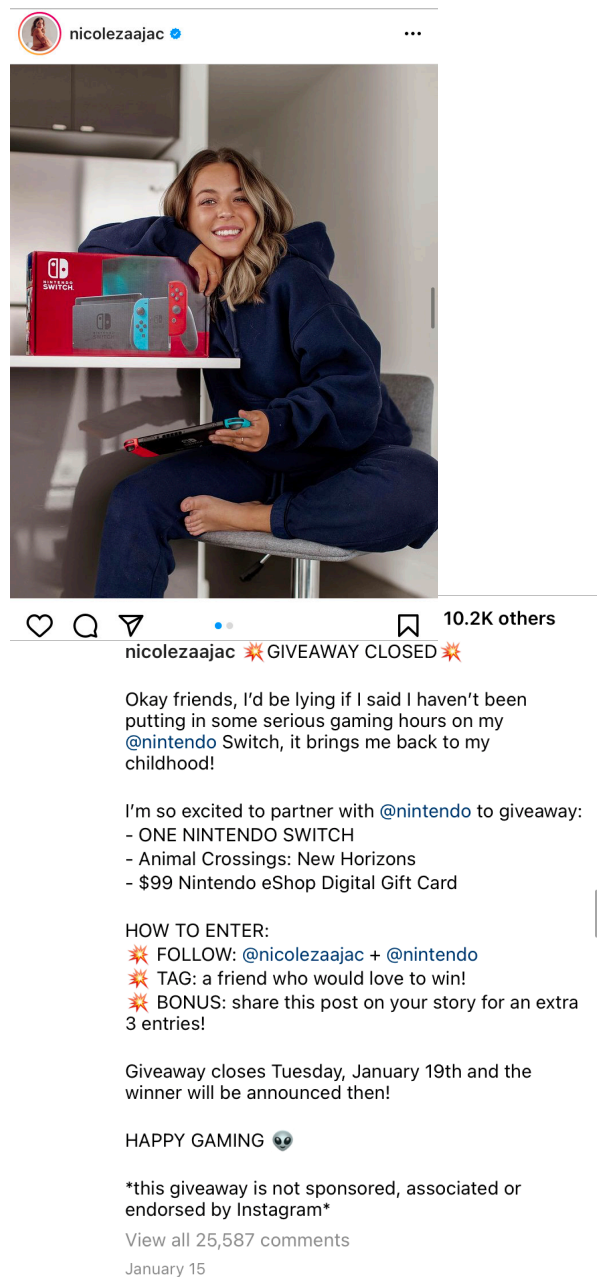 nicolezaajac
NINTENDO
SWITCH
10.2K others
nicolezaajac 💥GIVEAWAY CLOSED💥
Okay friends, I’d be lying if I said I haven’t been
putting in some serious gaming hours on my
@nintendo Switch, it brings me back to my
childhood!
I’m so excited to partner with @nintendo to giveaway:
- ONE NINTENDO SWITCH
- Animal Crossings: New Horizons
- $99 Nintendo eShop Digital Gift Card
HOW TO ENTER:
💥 FOLLOW: @nicolezaajac + @nintendo
💥 TAG: a friend who would love to win!
💥 BONUS: share this post on your story for an extra
3 entries!
Giveaway closes Tuesday, January 19th and the
winner will be announced then!
HAPPY GAMING 👽
*this giveaway is not sponsored, associated or
endorsed by Instagram*
View all 25,587 comments
January 15